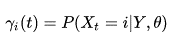 γᵢ(t) = P(Xₜ = i|Y, θ)